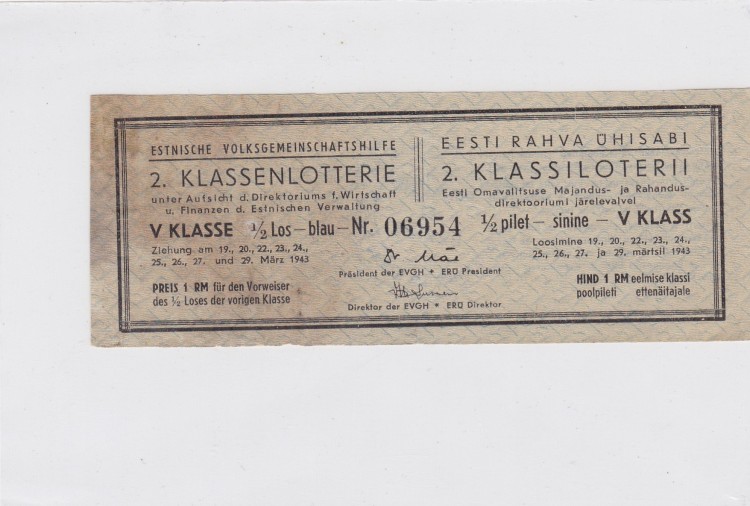 ESTNISCHE VOLKSGEMEINSCHAFTSHILFE
2. KLASSENLOTTERIE
unter Aufsicht d. Direktoriums f. Wirtschaft
u. Finanzen d. Estnischen Verwaltung
EESTI RAHVA ÜHISABI
2. KLASSILOTERII
Eesti Omavalitsuse Majandus- ja Rahandus-
direktooriumi järelevalvel
V KLASSE ½ Los – blau – Nr. 06954 ½ pilet – sinine – V KLASS
Ziehung am 19., 20., 22., 23., 24.,
25., 26., 27. und 29. März 1943
Dr Mäe
Präsident der EVGH * ERÜ President
Direktor der EVGH * ERÜ Direktor
Loosimine 19., 20., 22., 23., 24.,
25., 26., 27. ja 29. märtsil 1943
PREIS 1 RM für den Vorweiser
des ½ Loses der vorigen Klasse
HIND 1 RM eelmise klassi
poolpileti ettenäitajale